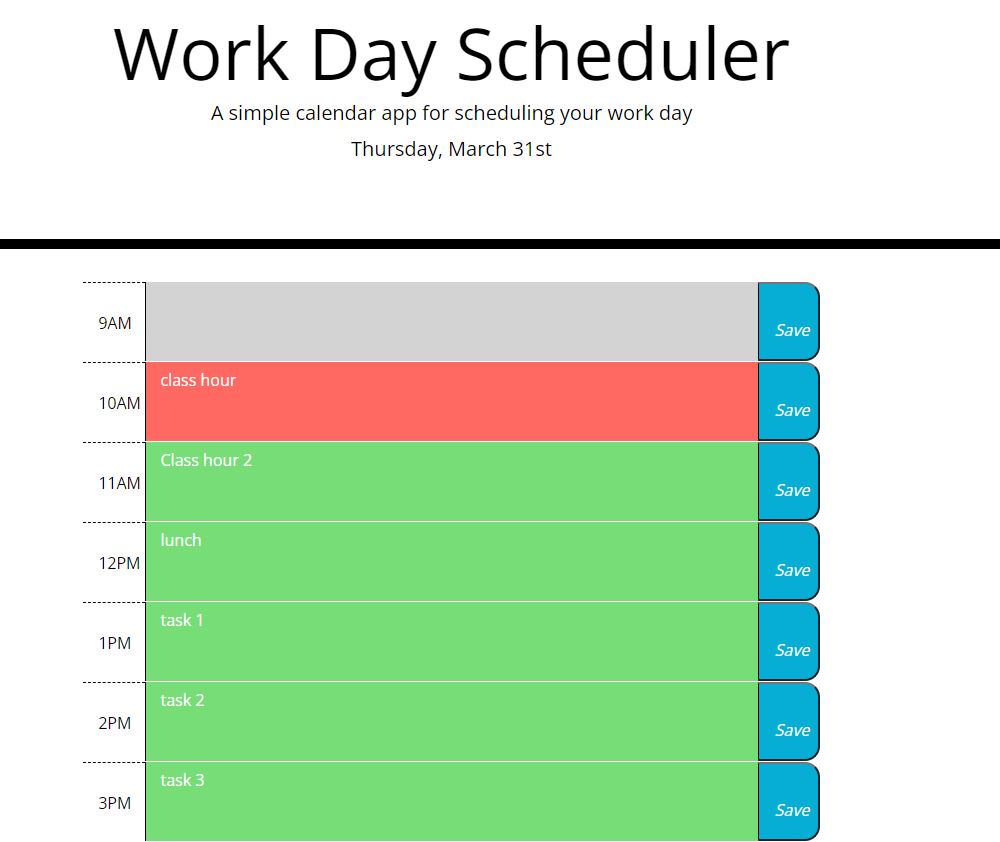 Work Day Scheduler
A simple calendar app for scheduling your work day
Thursday, March 31st
9AM Save
10AM class hour Save
11AM Class hour 2 Save
12PM lunch Save
1PM task 1 Save
2PM task 2 Save
3PM task 3 Save